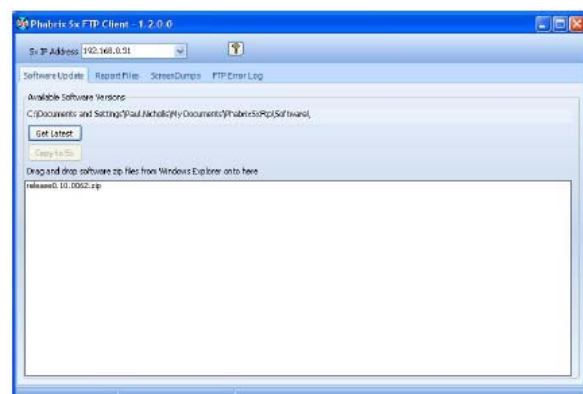 Phabrix Sx FTP Client - 1.2.0.0
Sx IP Address 192.168.0.31
Software Update Report Files ScreenDumps FTP Error Log
Available Software Versions
C:\Documents and Settings\Paul.Nicholls\My Documents\PhabrixSxFtp\Software\
Get Latest
Copy to Sx
Drag and drop software zip files from Windows Explorer onto here
release0.10.0062.zip